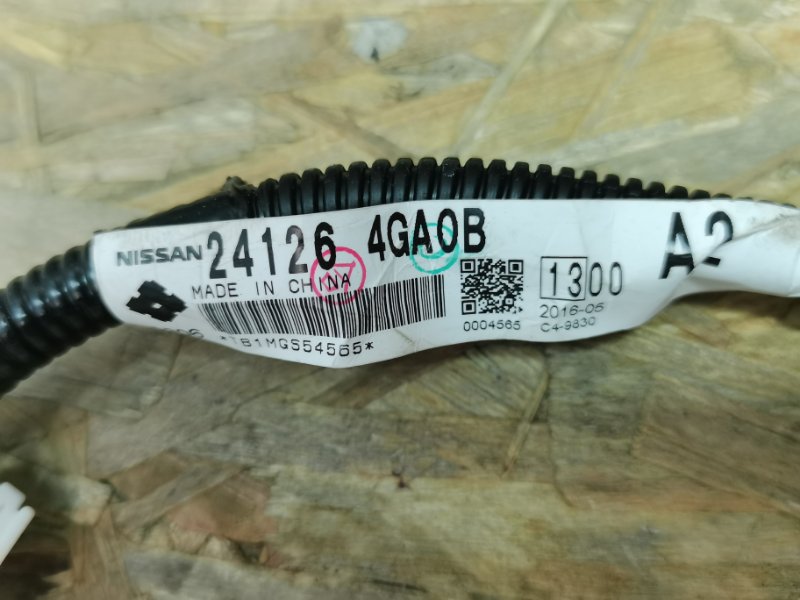 NISSAN 24126 4GA0B
MADE IN CHINA
*TB1MGS54565*
0004565
1300
2016-05
C4-9830
A2